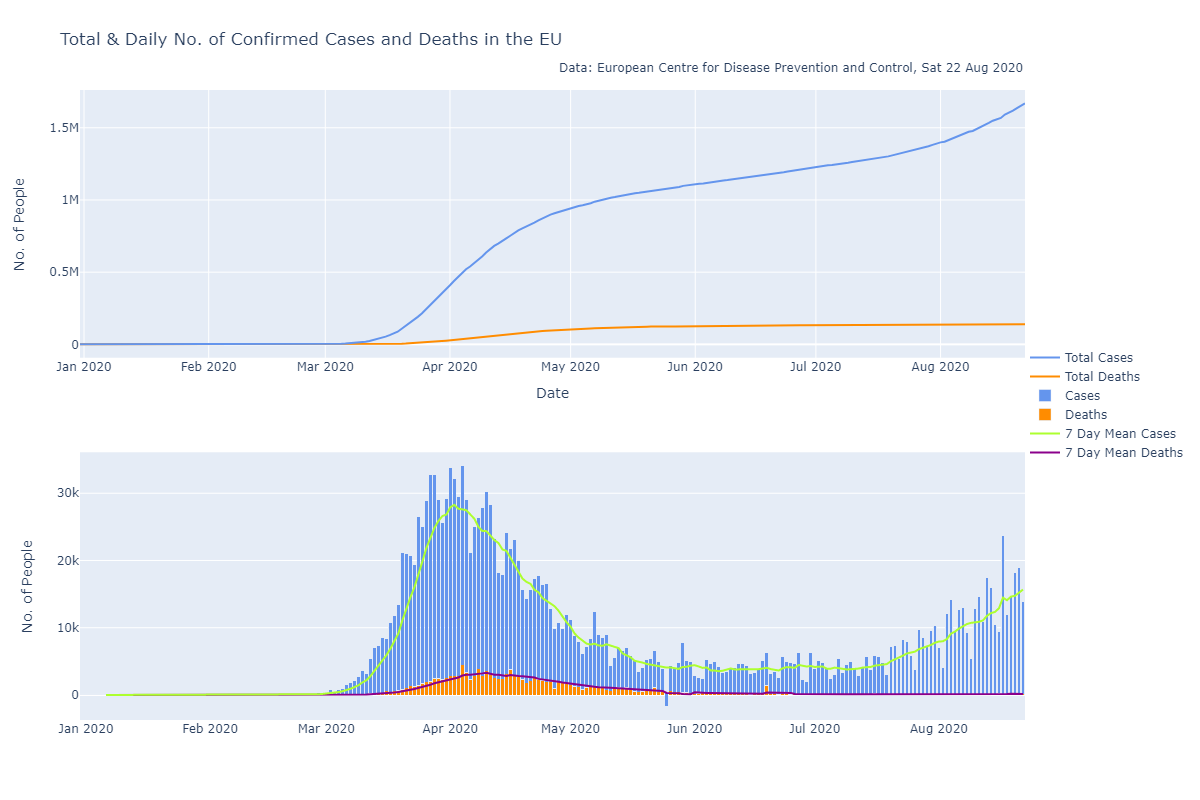 Total & Daily No. of Confirmed Cases and Deaths in the EU
Data: European Centre for Disease Prevention and Control, Sat 22 Aug 2020
No. of People
1.5M
1M
0.5M
0
Jan 2020 Feb 2020 Mar 2020 Apr 2020 May 2020 Jun 2020 Jul 2020 Aug 2020
Date
Total Cases
Total Deaths
Cases
Deaths
7 Day Mean Cases
7 Day Mean Deaths
No. of People
30k
20k
10k
0
Jan 2020 Feb 2020 Mar 2020 Apr 2020 May 2020 Jun 2020 Jul 2020 Aug 2020